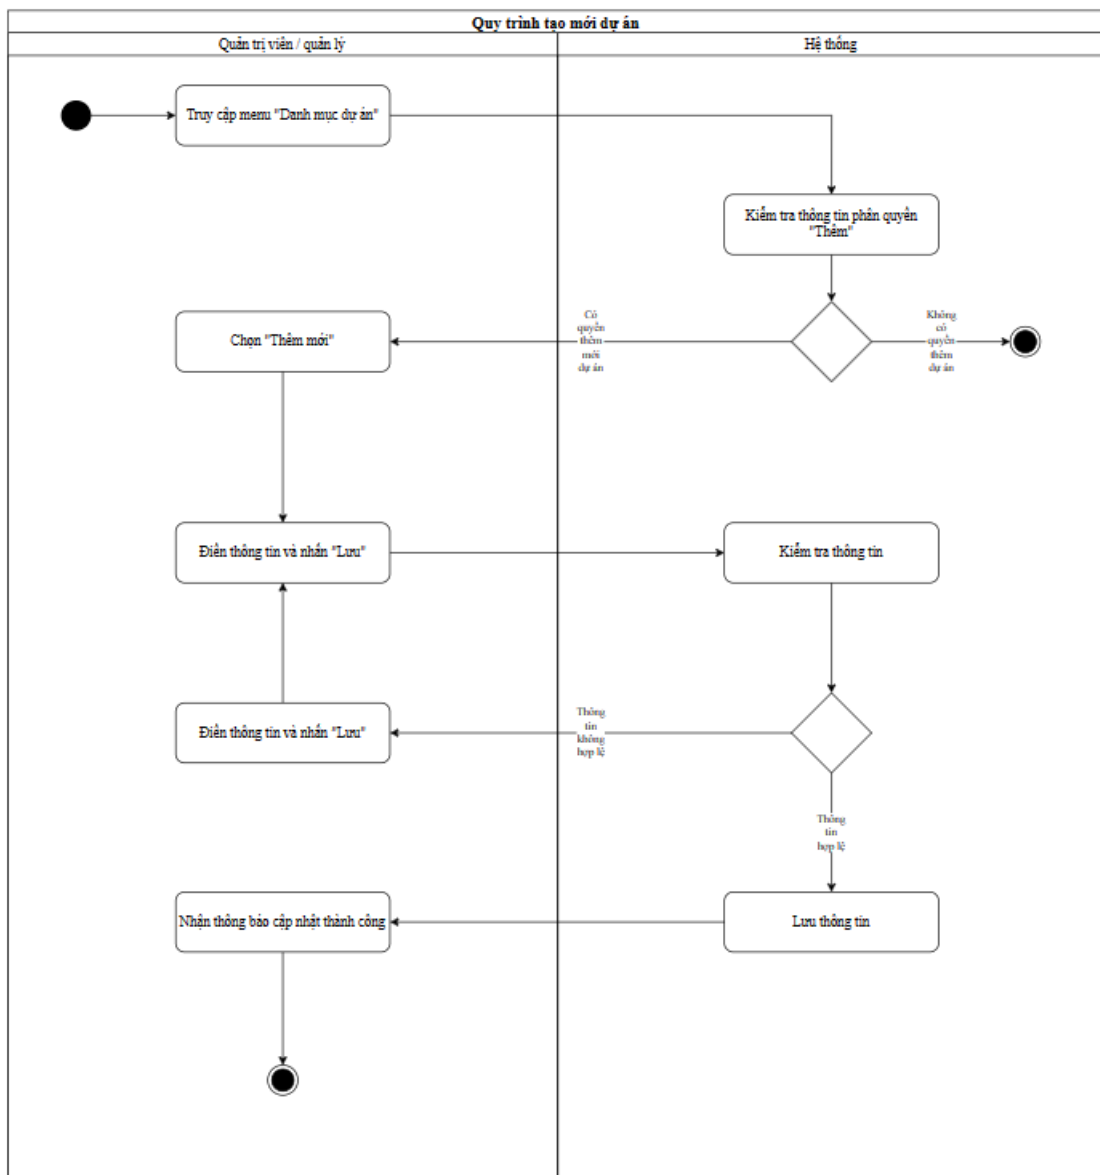 Quy trình tạo mới dự án
Quản trị viên / quản lý
Hệ thống
Truy cập menu "Danh mục dự án"
Kiểm tra thông tin phân quyền
"Thêm"
Có
quyền
thêm
mới
dự án
Không
có
quyền
thêm
dự án
Chọn "Thêm mới"
Điền thông tin và nhấn "Lưu"
Kiểm tra thông tin
Thông
tin
không
hợp lệ
Điền thông tin và nhấn "Lưu"
Thông
tin
hợp lệ
Nhận thông báo cập nhật thành công
Lưu thông tin